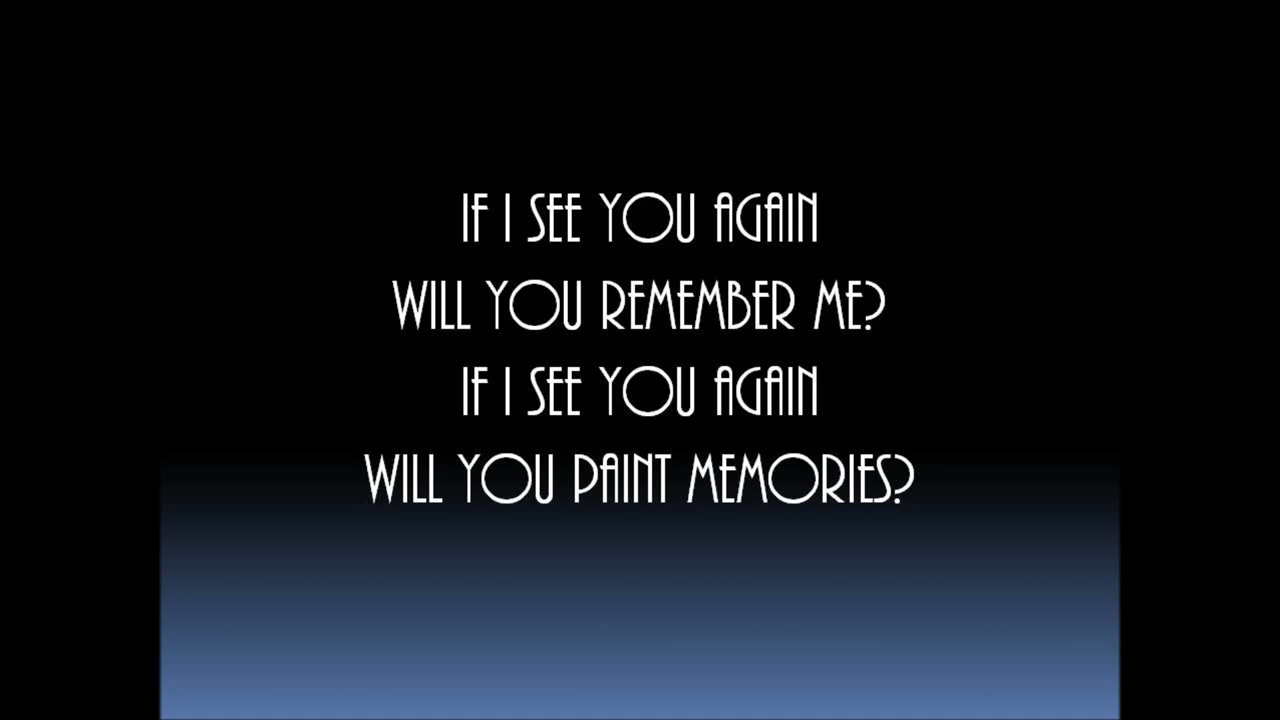 IF I SEE YOU AGAIN
WILL YOU REMEMBER ME?
IF I SEE YOU AGAIN
WILL YOU PAINT MEMORIES?